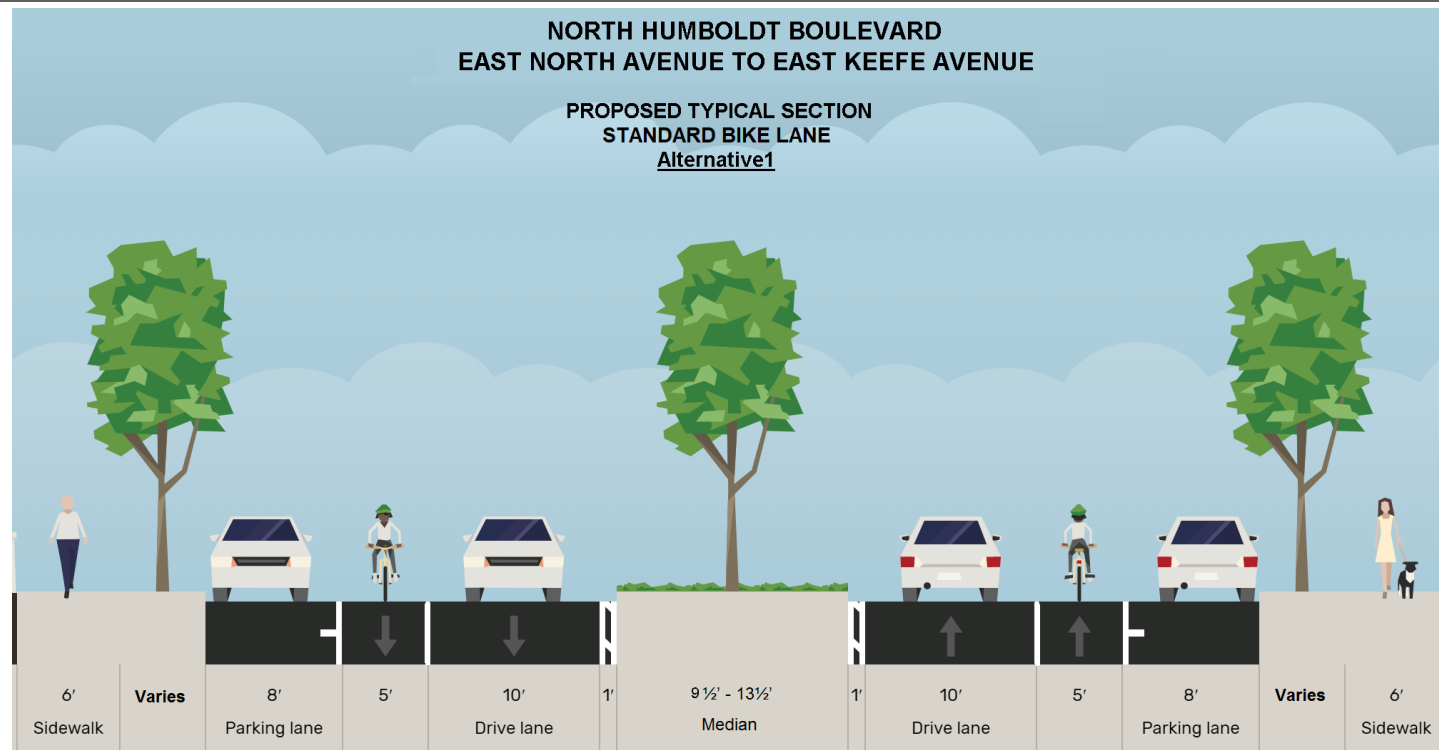 NORTH HUMBOLDT BOULEVARD
EAST NORTH AVENUE TO EAST KEEFE AVENUE
PROPOSED TYPICAL SECTION
STANDARD BIKE LANE
Alternative1
6′ Varies 8′ 5′ 10′ 1′ 9 ½' - 13½' 1′ 10′ 5′ 8′ Varies 6′
Sidewalk Parking lane Drive lane Median Drive lane Parking lane Sidewalk